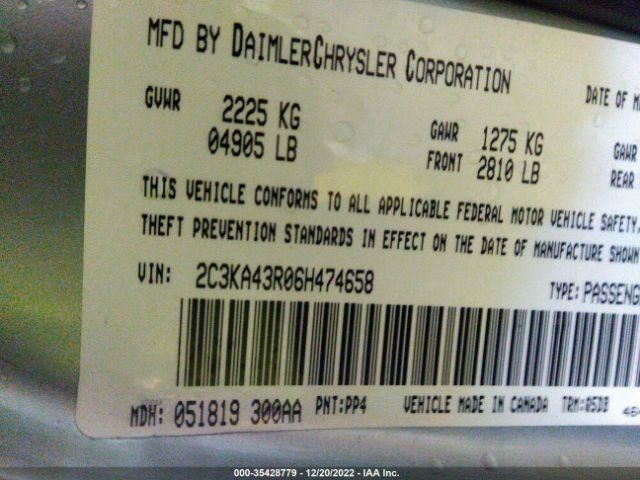 MFD BY DAIMLERCHRYSLER CORPORATION
DATE OF M
GVWR 2225 KG
04905 LB
GAWR FRONT 1275 KG
2810 LB
GAWR
REAR
THIS VEHICLE CONFORMS TO ALL APPLICABLE FEDERAL MOTOR VEHICLE SAFETY,
THEFT PREVENTION STANDARDS IN EFFECT ON THE DATE OF MANUFACTURE SHOWN
VIN: 2C3KA43R06H474658
TYPE: PASSENG
MDH: 051819 300AA PNT:PP4 VEHICLE MADE IN CANADA TRM:A5DB 464
000-35428779 - 12/20/2022 - IAA Inc.